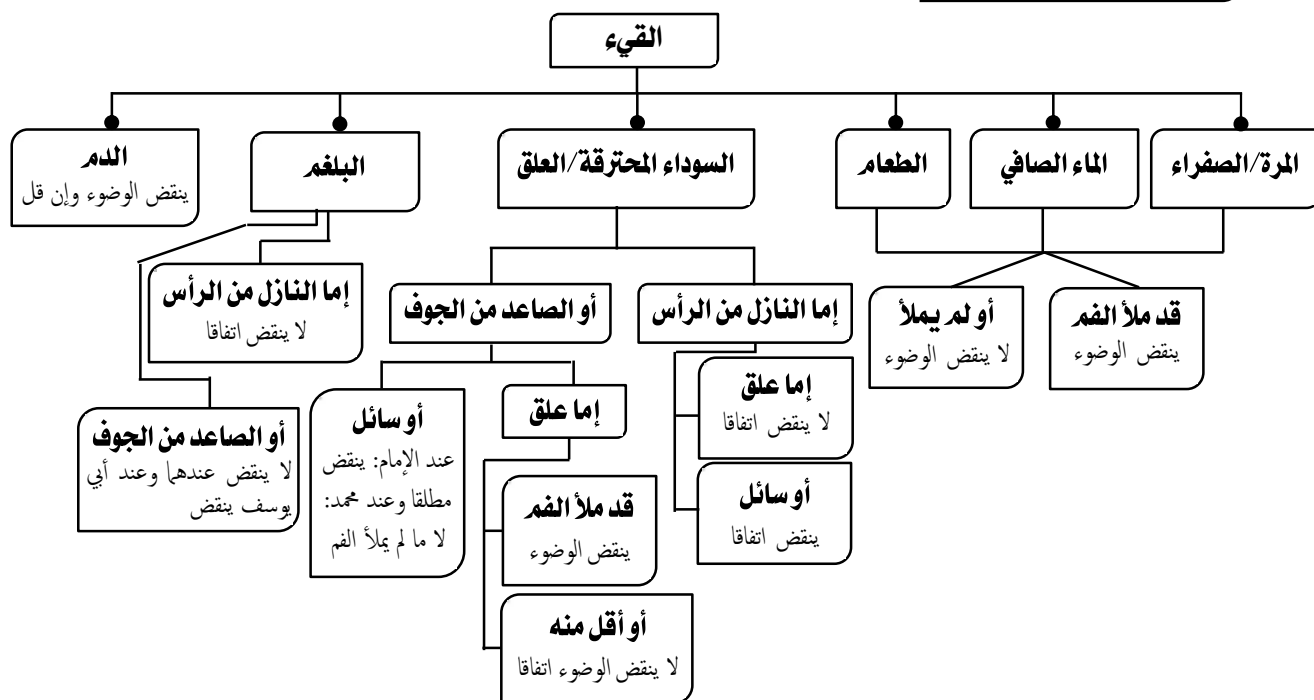 القيء
المرة/الصفراء
الماء الصافي
الطعام
قد ملأ الفم
ينقض الوضوء
أو لم يملأ
لا ينقض الوضوء
السوداء المحترقة/العلق
إما النازل من الرأس
إما علق
لا ينقض اتفاقا
أو سائل
ينقض اتفاقا
أو الصاعد من الجوف
إما علق
قد ملأ الفم
ينقض الوضوء
أو أقل منه
لا ينقض الوضوء اتفاقا
أو سائل
عند الإمام: ينقض
مطلقا وعند محمد:
لا ما لم يملأ الفم
البلغم
إما النازل من الرأس
لا ينقض اتفاقا
أو الصاعد من الجوف
لا ينقض عندهما وعند أبي
يوسف ينقض
الدم
ينقض الوضوء وإن قل